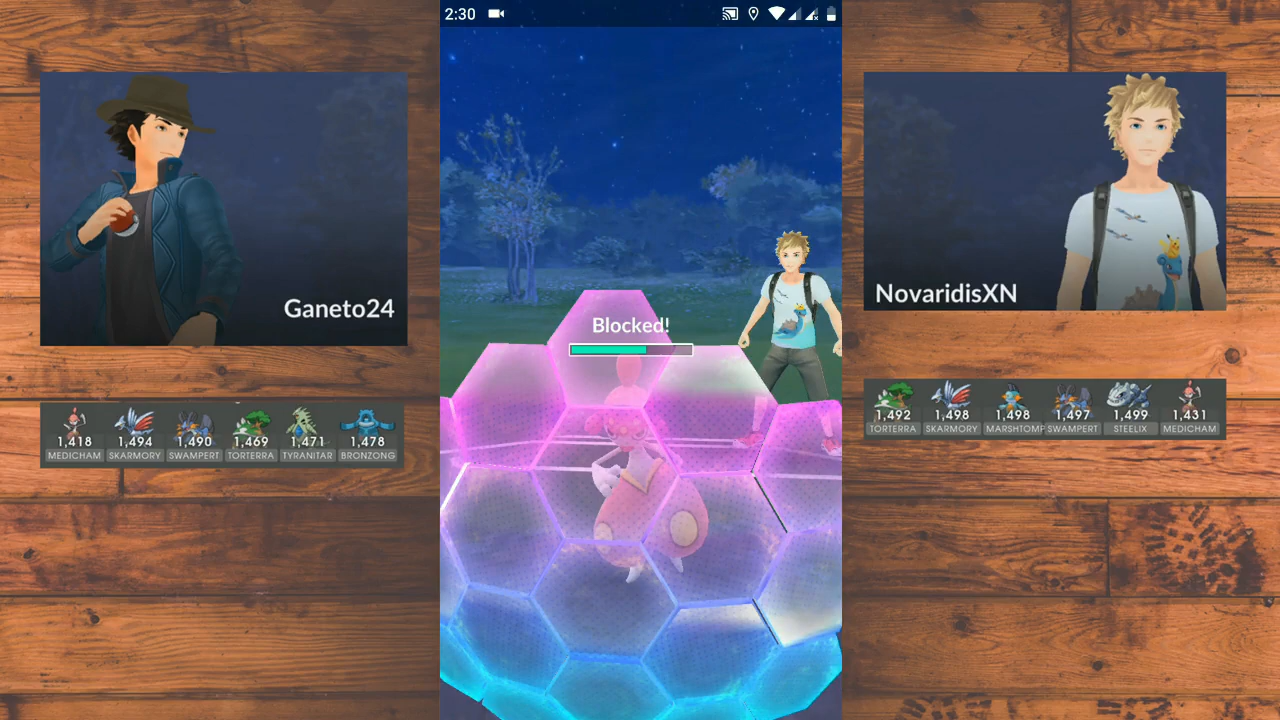 2:30
Ganeto24
1,418 1,494 1,490 1,469 1,471 1,478
MEDICHAM SKARMORY SWAMPERT TORTERRA TYRANITAR BRONZONG
Blocked!
NovaridisXN
1,492 1,498 1,498 1,497 1,499 1,431
TORTERRA SKARMORY MARSHTOMP SWAMPERT STEELIX MEDICHAM